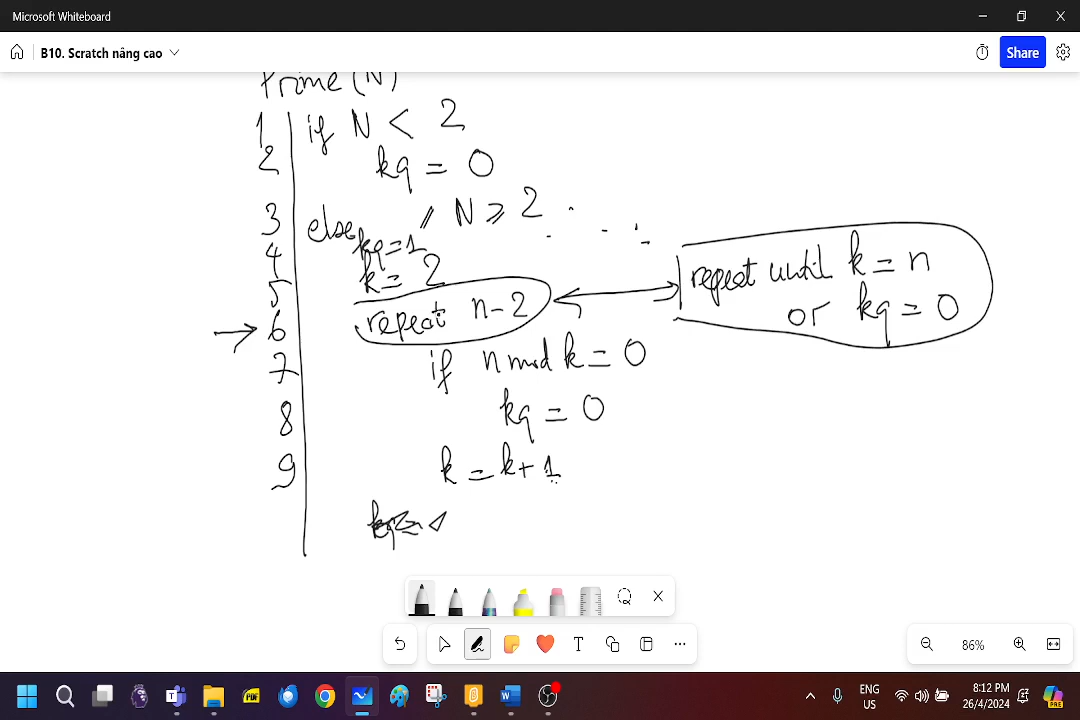 Microsoft Whiteboard
B10. Scratch nâng cao
Share
Prime (N)
1 if N < 2
2 kq = 0
3 else // N ≥ 2
4 kq = 1
5 k = 2
6 repeat n - 2
repeat until k = n
or kq = 0
7 if n mod k = 0
8 kq = 0
9 k = k + 1
86%
ENG
US
8:12 PM
26/4/2024